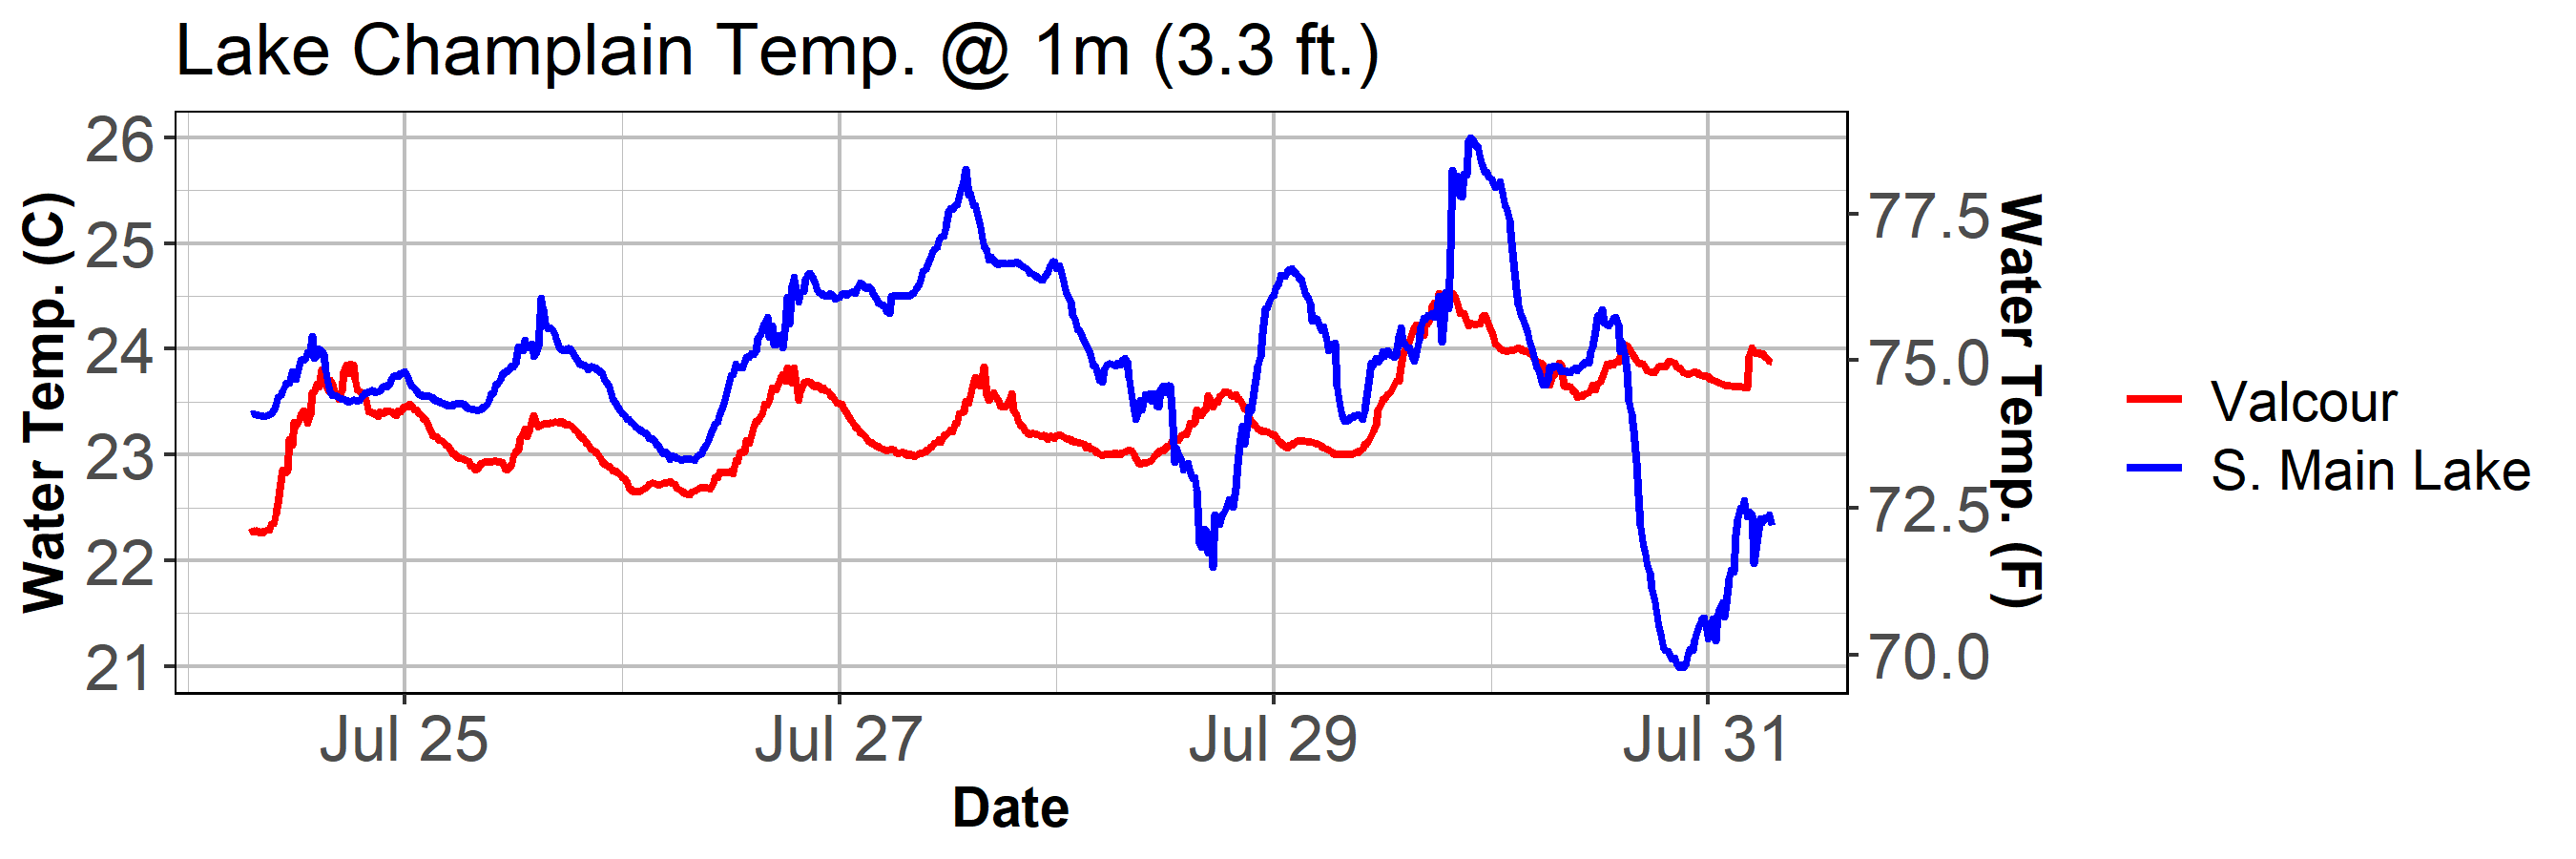 Lake Champlain Temp. @ 1m (3.3 ft.)
Water Temp. (C)
26
25
24
23
22
21
77.5
75.0
72.5
70.0
Water Temp. (F)
Valcour
S. Main Lake
Jul 25
Jul 27
Jul 29
Jul 31
Date